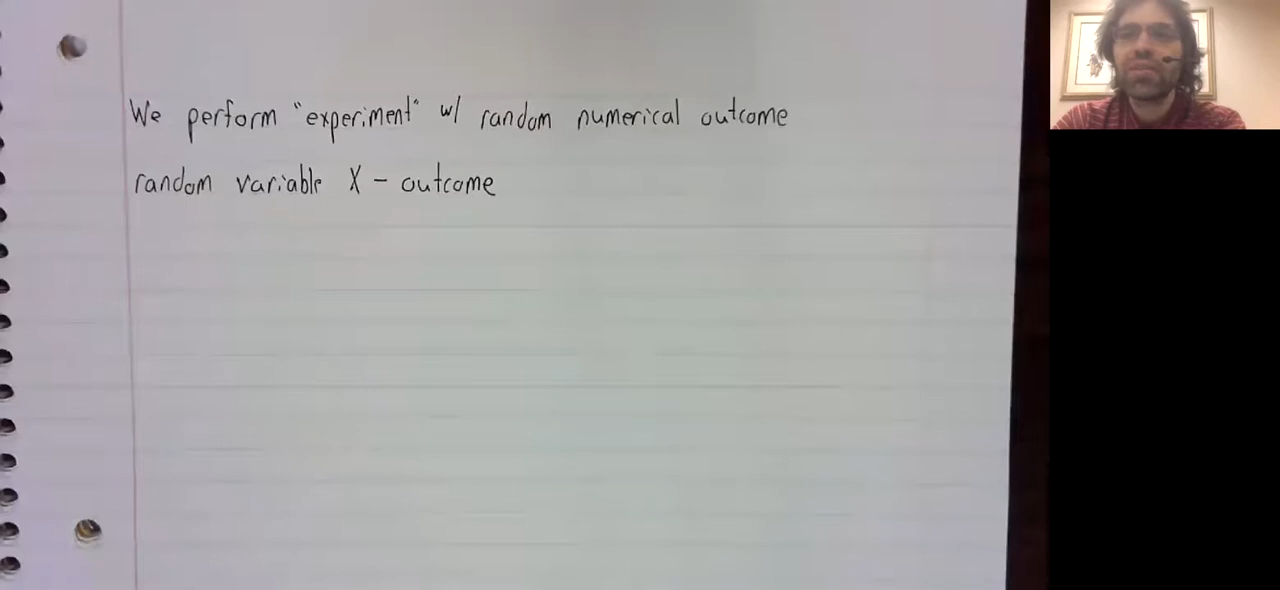 We perform "experiment" w/ random numerical outcome
random variable X - outcome